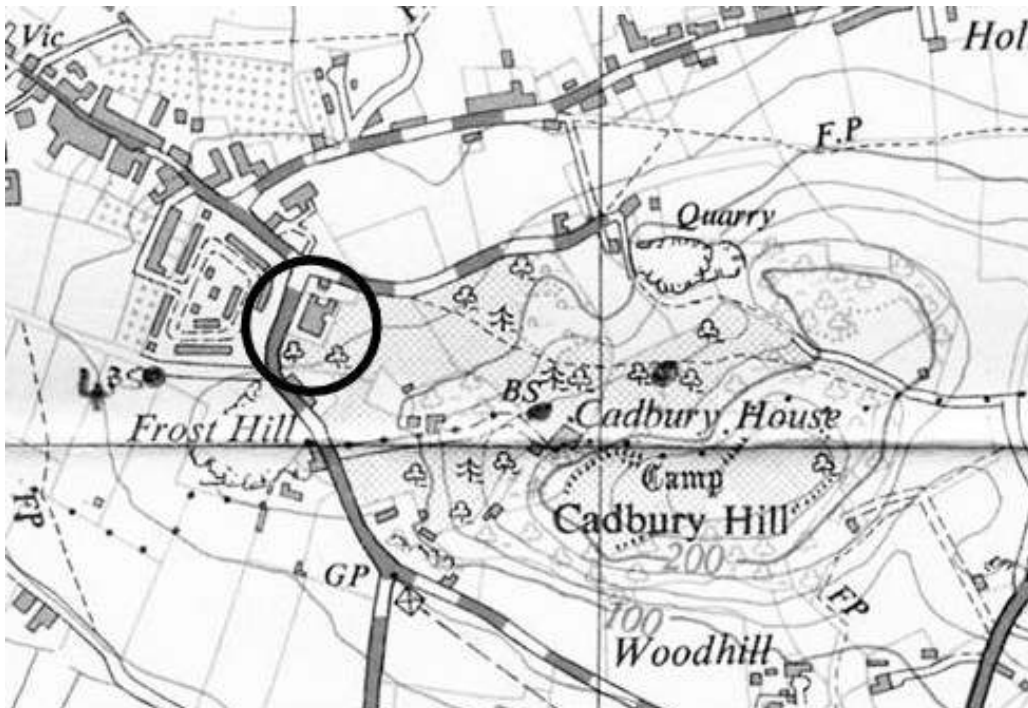 Vic
Hol
F.P
Quarry
BS
Cadbury House
Frost Hill
Camp
Cadbury Hill
FP
200
GP
FP
100
Woodhill